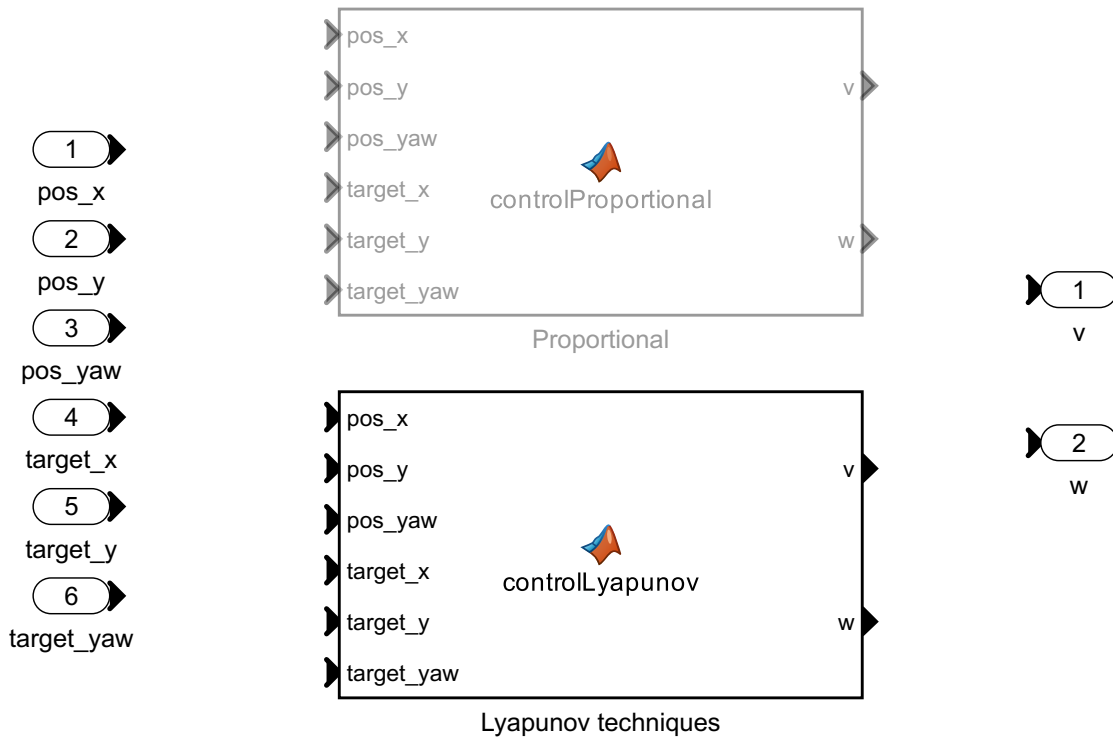 1
pos_x
2
pos_y
3
pos_yaw
4
target_x
5
target_y
6
target_yaw
pos_x
pos_y
pos_yaw
target_x
target_y
target_yaw
controlProportional
v
w
Proportional
pos_x
pos_y
pos_yaw
target_x
target_y
target_yaw
controlLyapunov
v
w
Lyapunov techniques
1
v
2
w